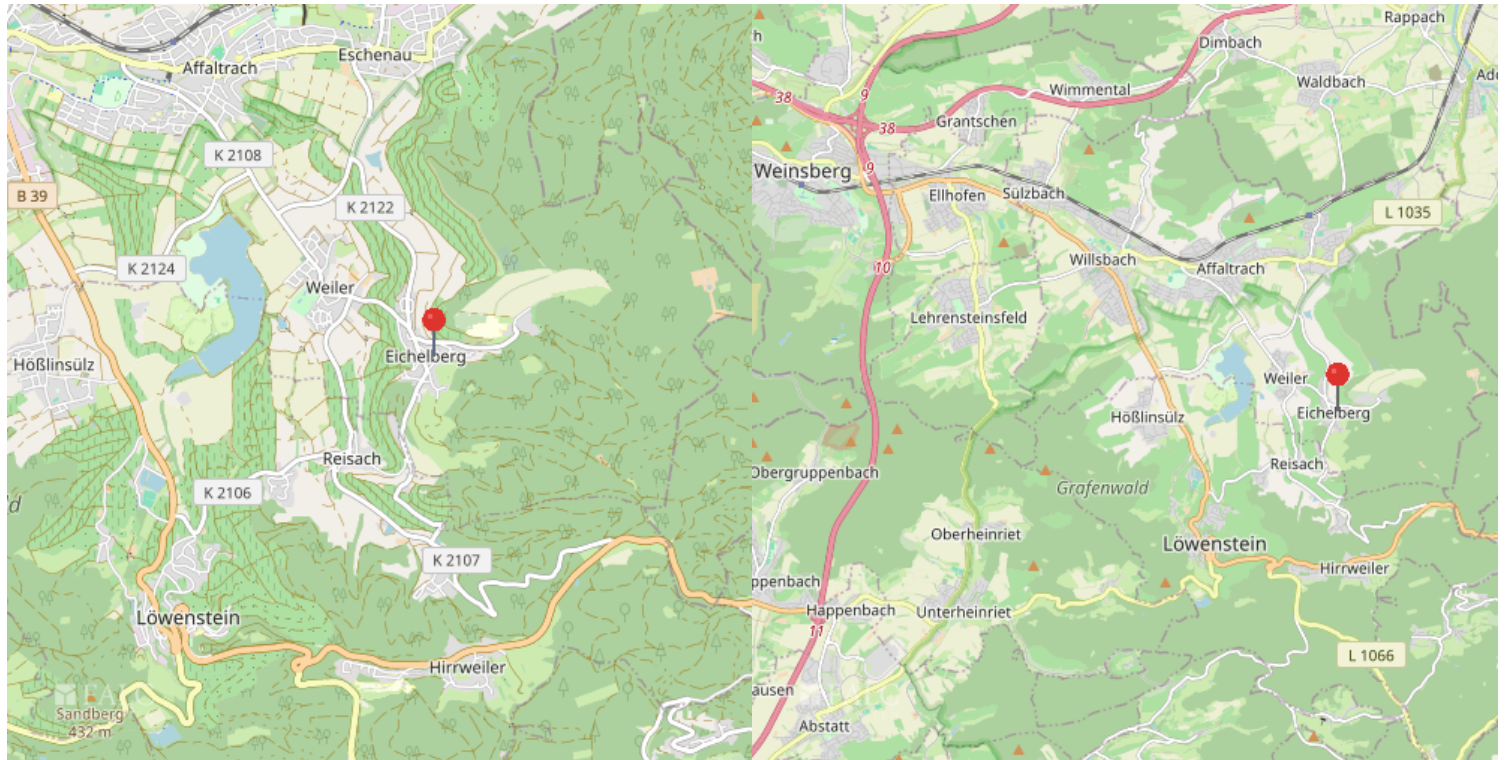 Eschenau
Affaltrach
K 2108
B 39
K 2122
K 2124
Weiler
Eichelberg
Hößlinsülz
Reisach
K 2106
K 2107
Löwenstein
Hirrweiler
Sandberg
432 m
Rappach
Dimbach
Waldbach
38
9
Wimmental
38
Grantschen
9
Weinsberg
Ellhofen
Sülzbach
L 1035
10
Willsbach
Affaltrach
Lehrensteinsfeld
Weiler
Eichelberg
Hößlinsülz
Reisach
Obergruppenbach
Grafenwald
Oberheinriet
Löwenstein
Hirrweiler
Happenbach
Unterheinriet
11
L 1066
Abstatt